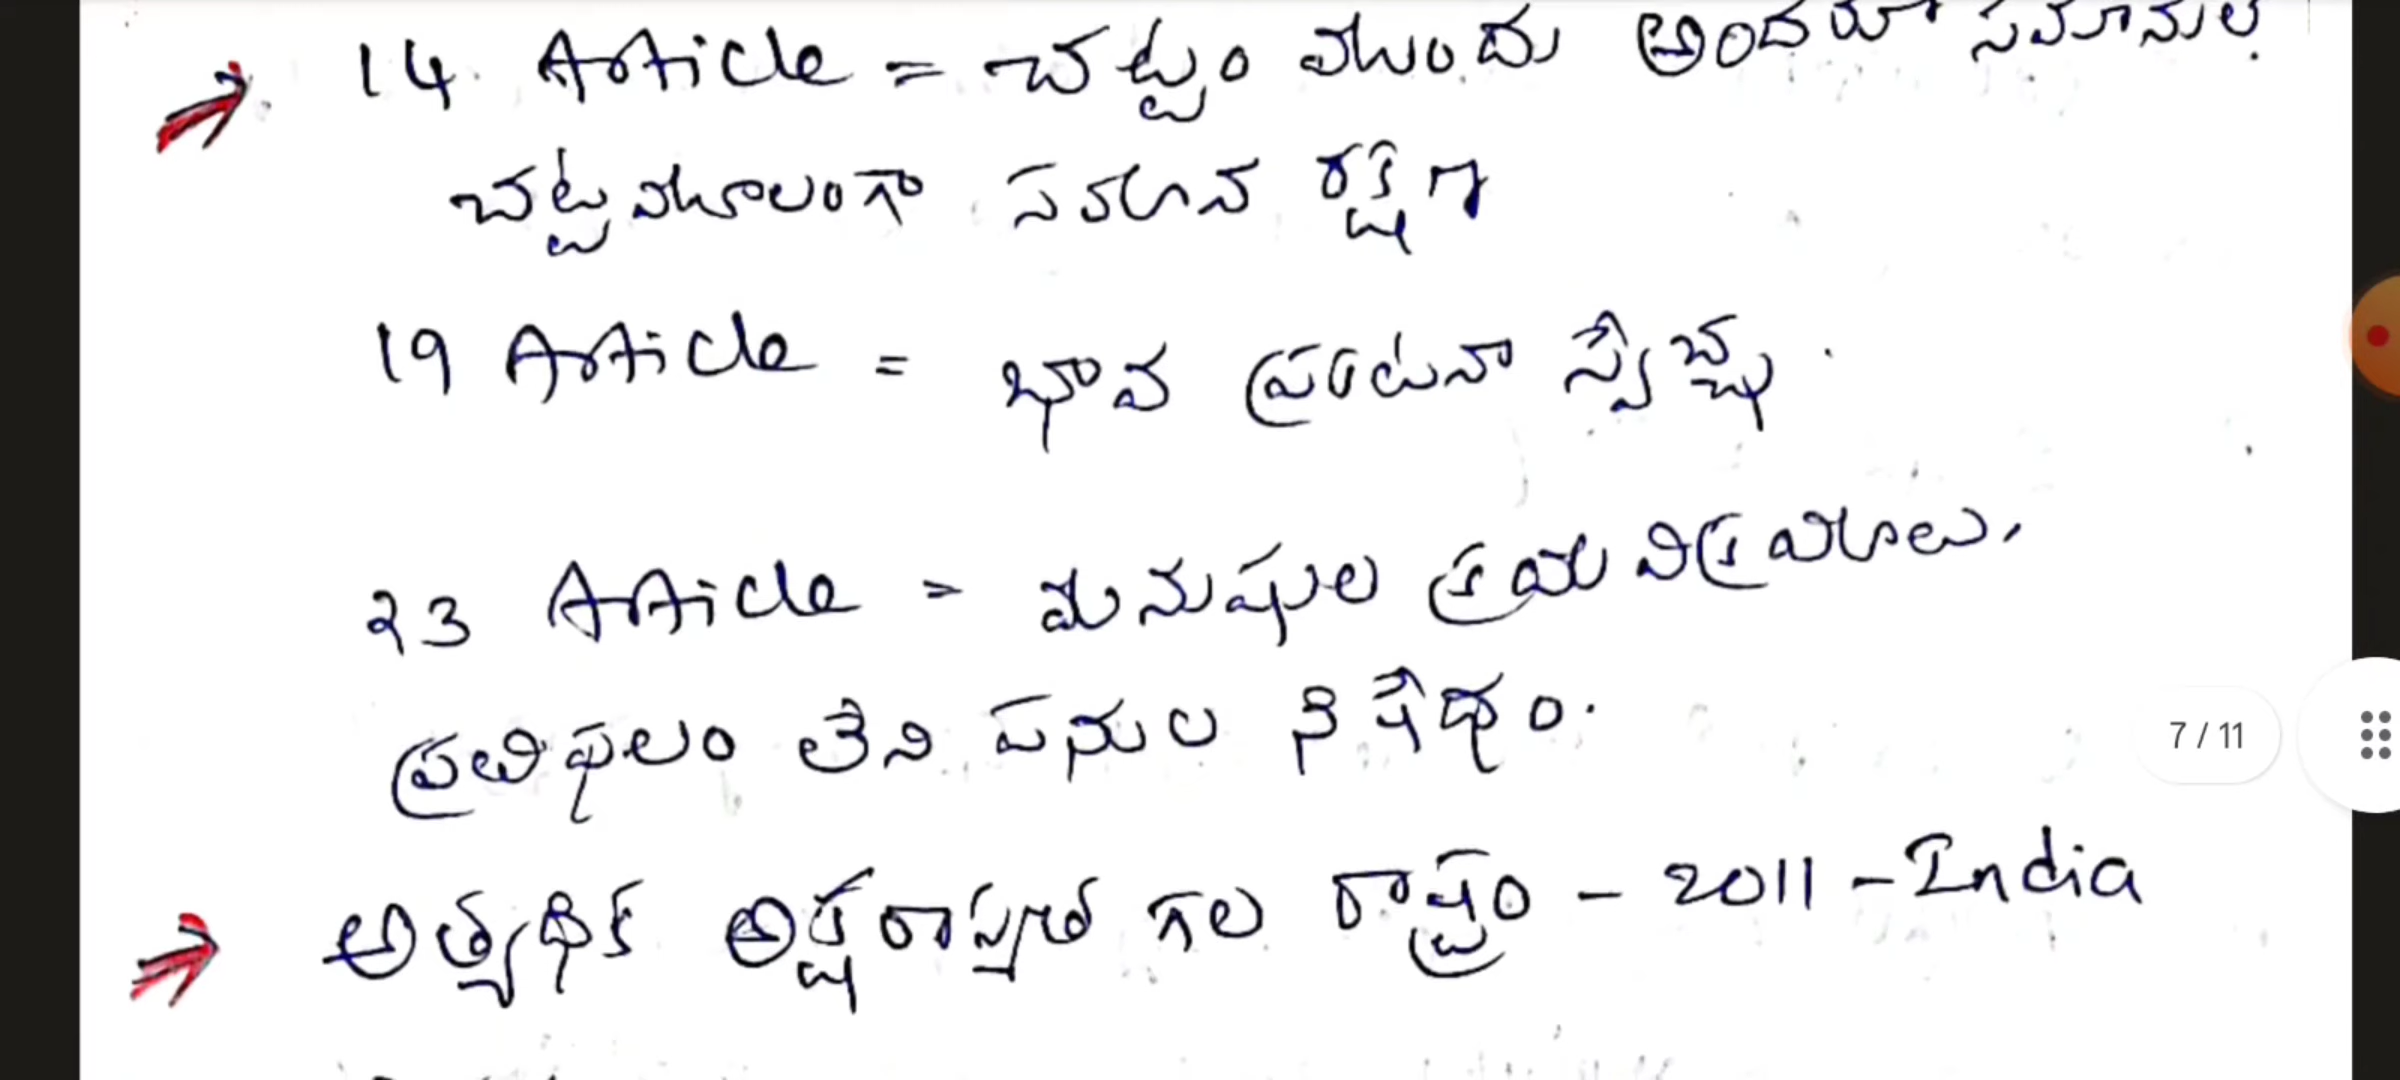 14. Article = చట్టం ముందు అందరూ సమానులే.
చట్టమూలంగా సమాన రక్షణ
19 Article = భావ ప్రకటనా స్వేచ్ఛ.
23 Article = మనుషుల క్రయ విక్రయాలు,
ప్రతిఫలం లేని పనుల నిషేధం.
7 / 11
అత్యధిక అక్షరాస్యత గల రాష్ట్రం - 2011 - India